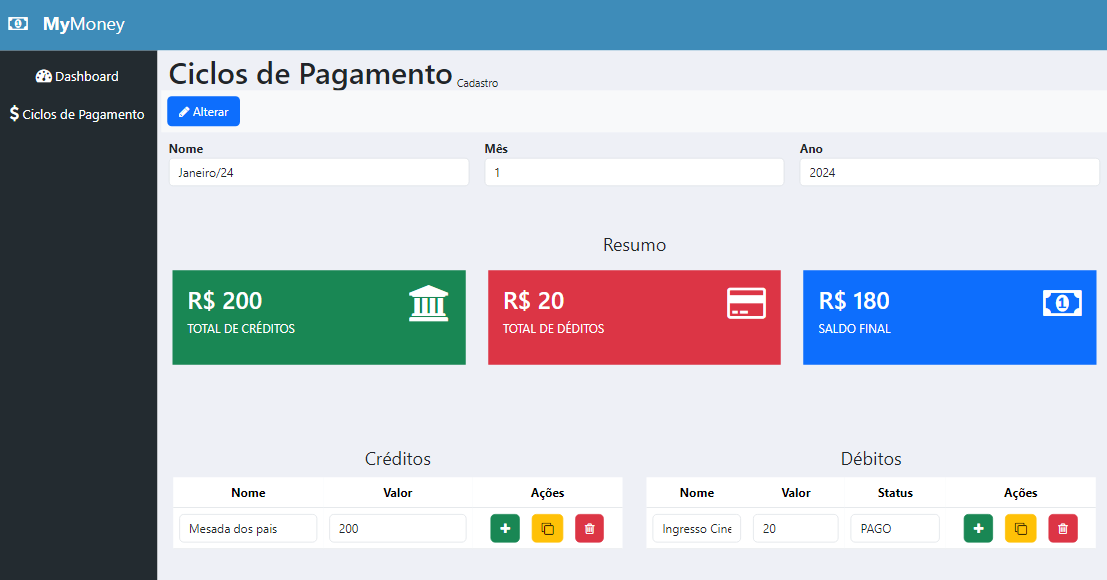 MyMoney
Dashboard
Ciclos de Pagamento
Ciclos de Pagamento Cadastro
Alterar
Nome Mês Ano
Janeiro/24 1 2024
Resumo
R$ 200
TOTAL DE CRÉDITOS
R$ 20
TOTAL DE DÉDITOS
R$ 180
SALDO FINAL
Créditos
Nome Valor Ações
Mesada dos pais 200
Débitos
Nome Valor Status Ações
Ingresso Cine 20 PAGO